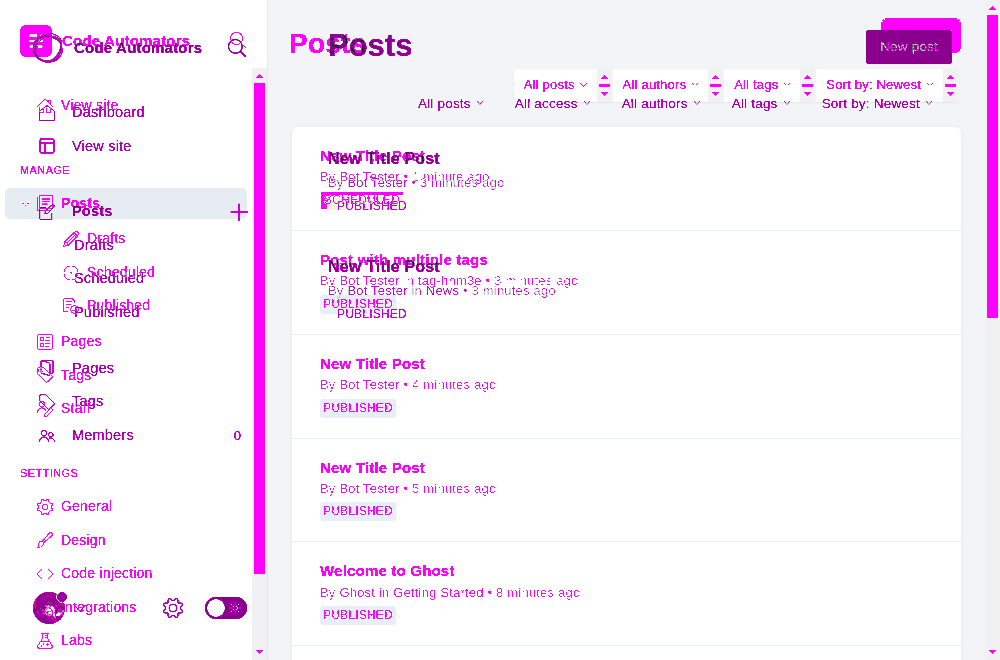 Code Automators
Code Automators
View site
Dashboard
View site
MANAGE
Posts
Posts
Drafts
Drafts
Scheduled
Scheduled
Published
Published
Pages
Pages
Tags
Tags
Staff
Members 0
SETTINGS
General
Design
Code injection
Integrations
Labs
Posts
Posts
New post
All posts All authors All tags Sort by: Newest
All posts All access All authors All tags Sort by: Newest
New Title Post
New Title Post
By Bot Tester • 1 minute ago
By Bot Tester • 3 minutes ago
SCHEDULED
PUBLISHED
Post with multiple tags
New Title Post
By Bot Tester in tag-hnm3e • 3 minutes ago
By Bot Tester in News • 3 minutes ago
PUBLISHED
PUBLISHED
New Title Post
By Bot Tester • 4 minutes ago
PUBLISHED
New Title Post
By Bot Tester • 5 minutes ago
PUBLISHED
Welcome to Ghost
By Ghost in Getting Started • 8 minutes ago
PUBLISHED